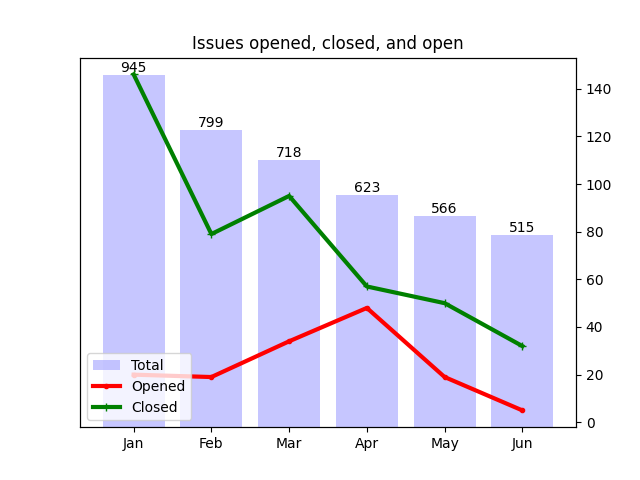 Issues opened, closed, and open
945
799
718
623
566
515
140
120
100
80
60
40
20
0
Total
Opened
Closed
Jan Feb Mar Apr May Jun